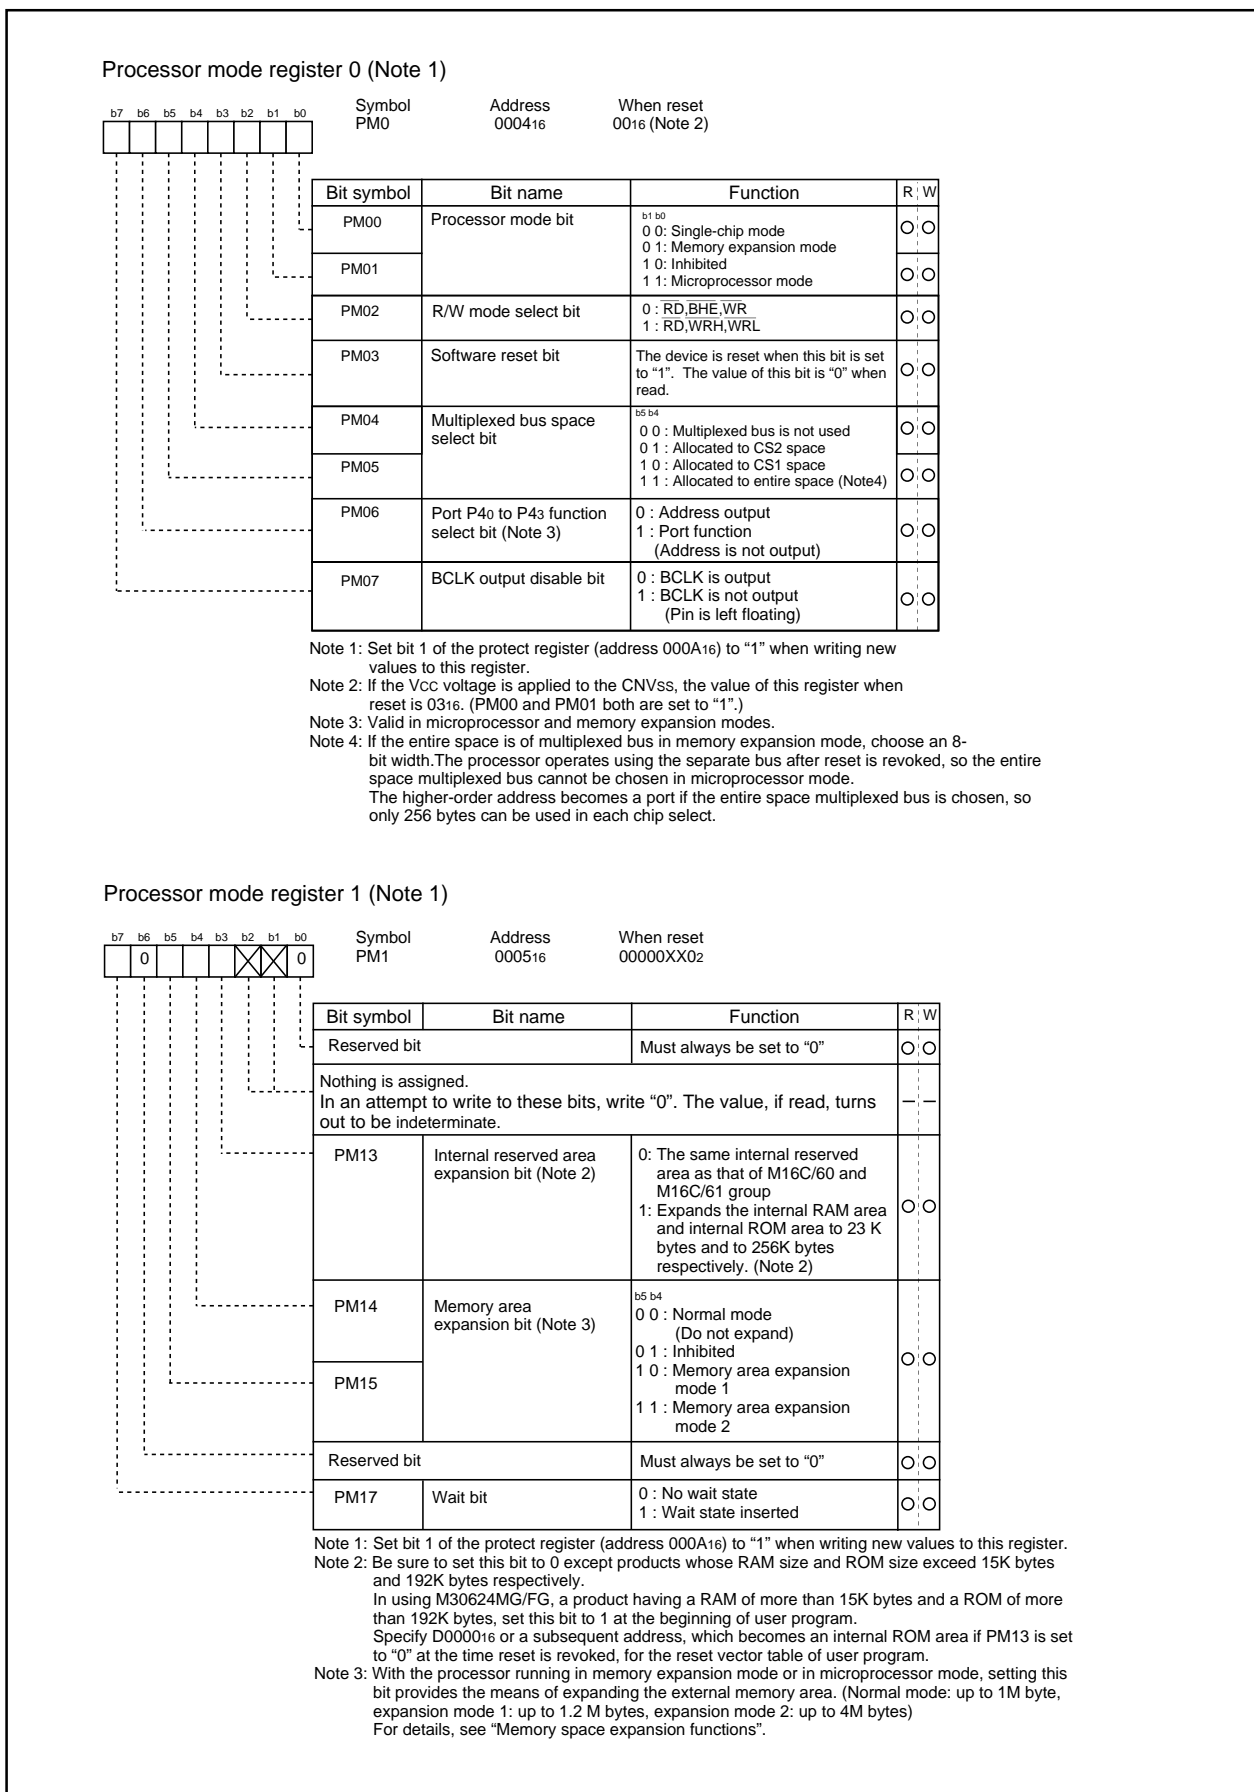 Processor mode register 0 (Note 1)
Symbol Address When reset
b7 b6 b5 b4 b3 b2 b1 b0
PM0 000416 0016 (Note 2)
Bit symbol Bit name Function R W
PM00 Processor mode bit
b1 b0
0 0: Single-chip mode
0 1: Memory expansion mode
PM01
1 0: Inhibited
1 1: Microprocessor mode
PM02 R/W mode select bit 0 : RD,BHE,WR
1 : RD,WRH,WRL
PM03 Software reset bit The device is reset when this bit is set
to “1”. The value of this bit is “0” when
read.
PM04 Multiplexed bus space
select bit
b5 b4
0 0 : Multiplexed bus is not used
0 1 : Allocated to CS2 space
PM05
1 0 : Allocated to CS1 space
1 1 : Allocated to entire space (Note4)
PM06 Port P40 to P43 function
select bit (Note 3)
0 : Address output
1 : Port function
(Address is not output)
PM07 BCLK output disable bit 0 : BCLK is output
1 : BCLK is not output
(Pin is left floating)
Note 1: Set bit 1 of the protect register (address 000A16) to “1” when writing new
values to this register.
Note 2: If the VCC voltage is applied to the CNVSS, the value of this register when
reset is 0316. (PM00 and PM01 both are set to “1”.)
Note 3: Valid in microprocessor and memory expansion modes.
Note 4: If the entire space is of multiplexed bus in memory expansion mode, choose an 8-
bit width.The processor operates using the separate bus after reset is revoked, so the entire
space multiplexed bus cannot be chosen in microprocessor mode.
The higher-order address becomes a port if the entire space multiplexed bus is chosen, so
only 256 bytes can be used in each chip select.
Processor mode register 1 (Note 1)
Symbol Address When reset
b7 b6 b5 b4 b3 b2 b1 b0
0 0
PM1 000516 00000XX02
Bit symbol Bit name Function R W
Reserved bit Must always be set to “0”
Nothing is assigned.
In an attempt to write to these bits, write “0”. The value, if read, turns
out to be indeterminate.
PM13 Internal reserved area
expansion bit (Note 2)
0: The same internal reserved
area as that of M16C/60 and
M16C/61 group
1: Expands the internal RAM area
and internal ROM area to 23 K
bytes and to 256K bytes
respectively. (Note 2)
PM14 Memory area
expansion bit (Note 3)
b5 b4
0 0 : Normal mode
(Do not expand)
0 1 : Inhibited
PM15
1 0 : Memory area expansion
mode 1
1 1 : Memory area expansion
mode 2
Reserved bit Must always be set to “0”
PM17 Wait bit 0 : No wait state
1 : Wait state inserted
Note 1: Set bit 1 of the protect register (address 000A16) to “1” when writing new values to this register.
Note 2: Be sure to set this bit to 0 except products whose RAM size and ROM size exceed 15K bytes
and 192K bytes respectively.
In using M30624MG/FG, a product having a RAM of more than 15K bytes and a ROM of more
than 192K bytes, set this bit to 1 at the beginning of user program.
Specify D000016 or a subsequent address, which becomes an internal ROM area if PM13 is set
to “0” at the time reset is revoked, for the reset vector table of user program.
Note 3: With the processor running in memory expansion mode or in microprocessor mode, setting this
bit provides the means of expanding the external memory area. (Normal mode: up to 1M byte,
expansion mode 1: up to 1.2 M bytes, expansion mode 2: up to 4M bytes)
For details, see “Memory space expansion functions”.